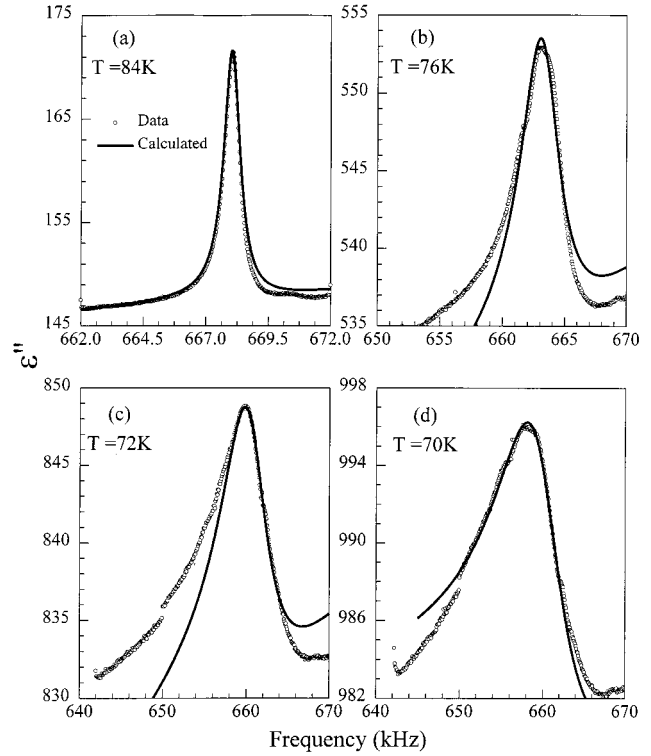 175
(a)
T =84K
165
Data
Calculated
155
145
662.0 664.5 667.0 669.5 672.0
555
(b)
T =76K
550
545
540
535
650 655 660 665 670
ε"
850
(c)
T =72K
845
840
835
830
640 650 660 670
998
(d)
T =70K
994
990
986
982
640 650 660 670
Frequency (kHz)